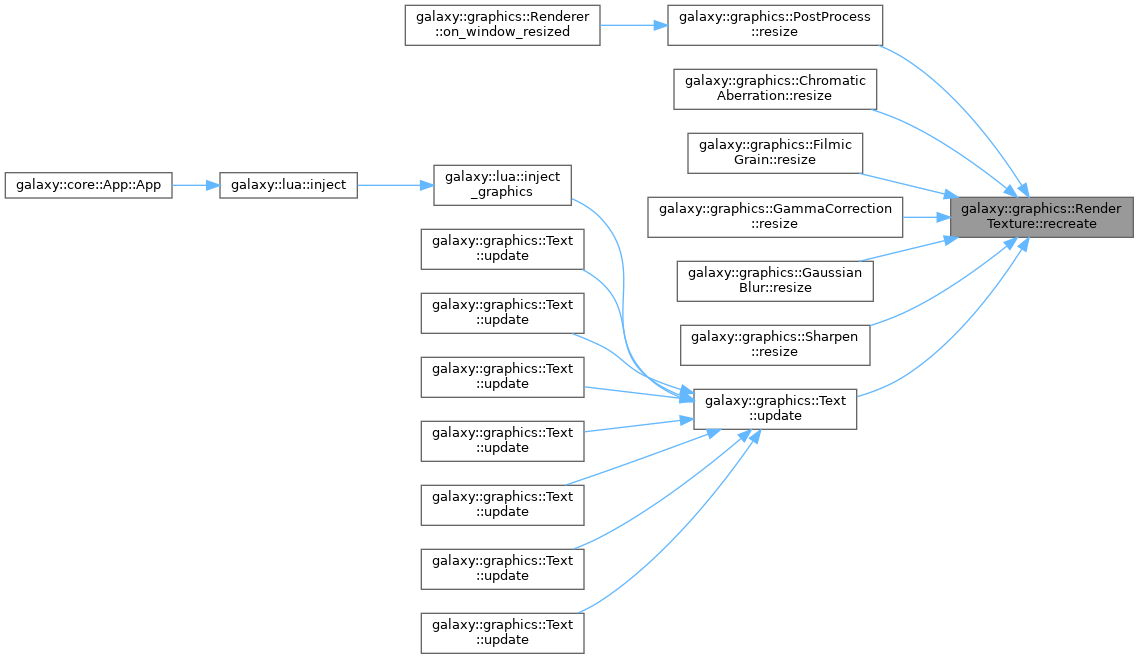 galaxy::graphics::Renderer
::on_window_resized
galaxy::graphics::PostProcess
::resize
galaxy::graphics::Chromatic
Aberration::resize
galaxy::graphics::Filmic
Grain::resize
galaxy::core::App::App
galaxy::lua::inject
galaxy::lua::inject
_graphics
galaxy::graphics::GammaCorrection
::resize
galaxy::graphics::Render
Texture::recreate
galaxy::graphics::Text
::update
galaxy::graphics::Gaussian
Blur::resize
galaxy::graphics::Text
::update
galaxy::graphics::Sharpen
::resize
galaxy::graphics::Text
::update
galaxy::graphics::Text
::update
galaxy::graphics::Text
::update
galaxy::graphics::Text
::update
galaxy::graphics::Text
::update
galaxy::graphics::Text
::update